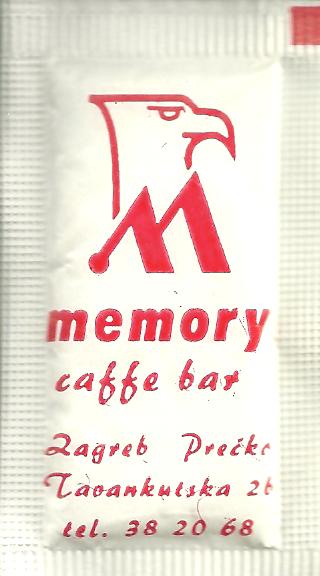 memory
caffe bar
Zagreb Prečko
Tavankutska 26
tel. 38 20 68